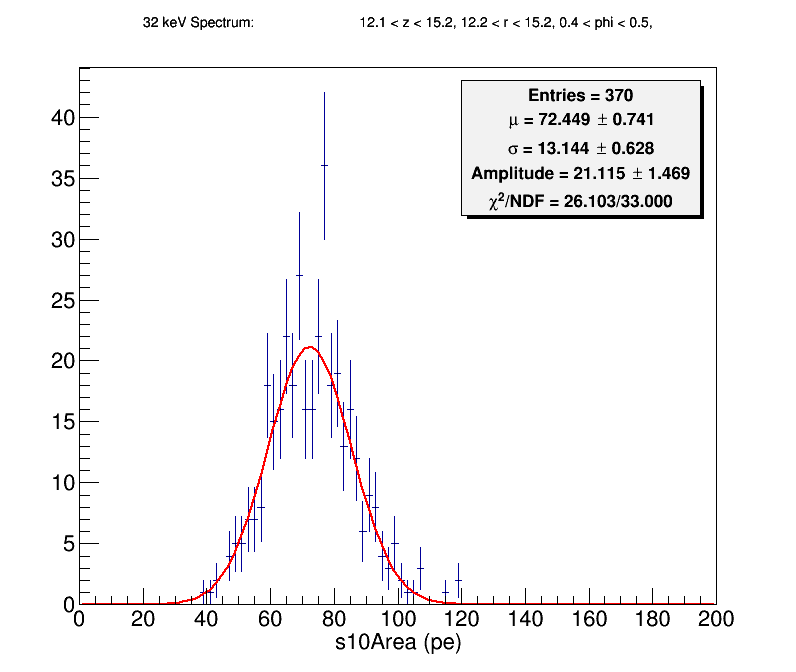 32 keV Spectrum: 12.1 < z < 15.2, 12.2 < r < 15.2, 0.4 < phi < 0.5,
Entries = 370
μ = 72.449 ± 0.741
σ = 13.144 ± 0.628
Amplitude = 21.115 ± 1.469
χ²/NDF = 26.103/33.000
40
35
30
25
20
15
10
5
0
0 20 40 60 80 100 120 140 160 180 200
s10Area (pe)